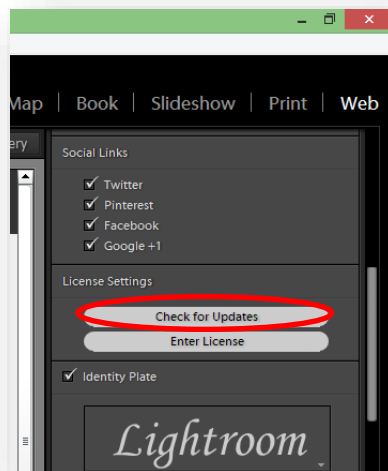 Map | Book | Slideshow | Print | Web
ery
Social Links
Twitter
Pinterest
Facebook
Google +1
License Settings
Check for Updates
Enter License
Identity Plate
Lightroom